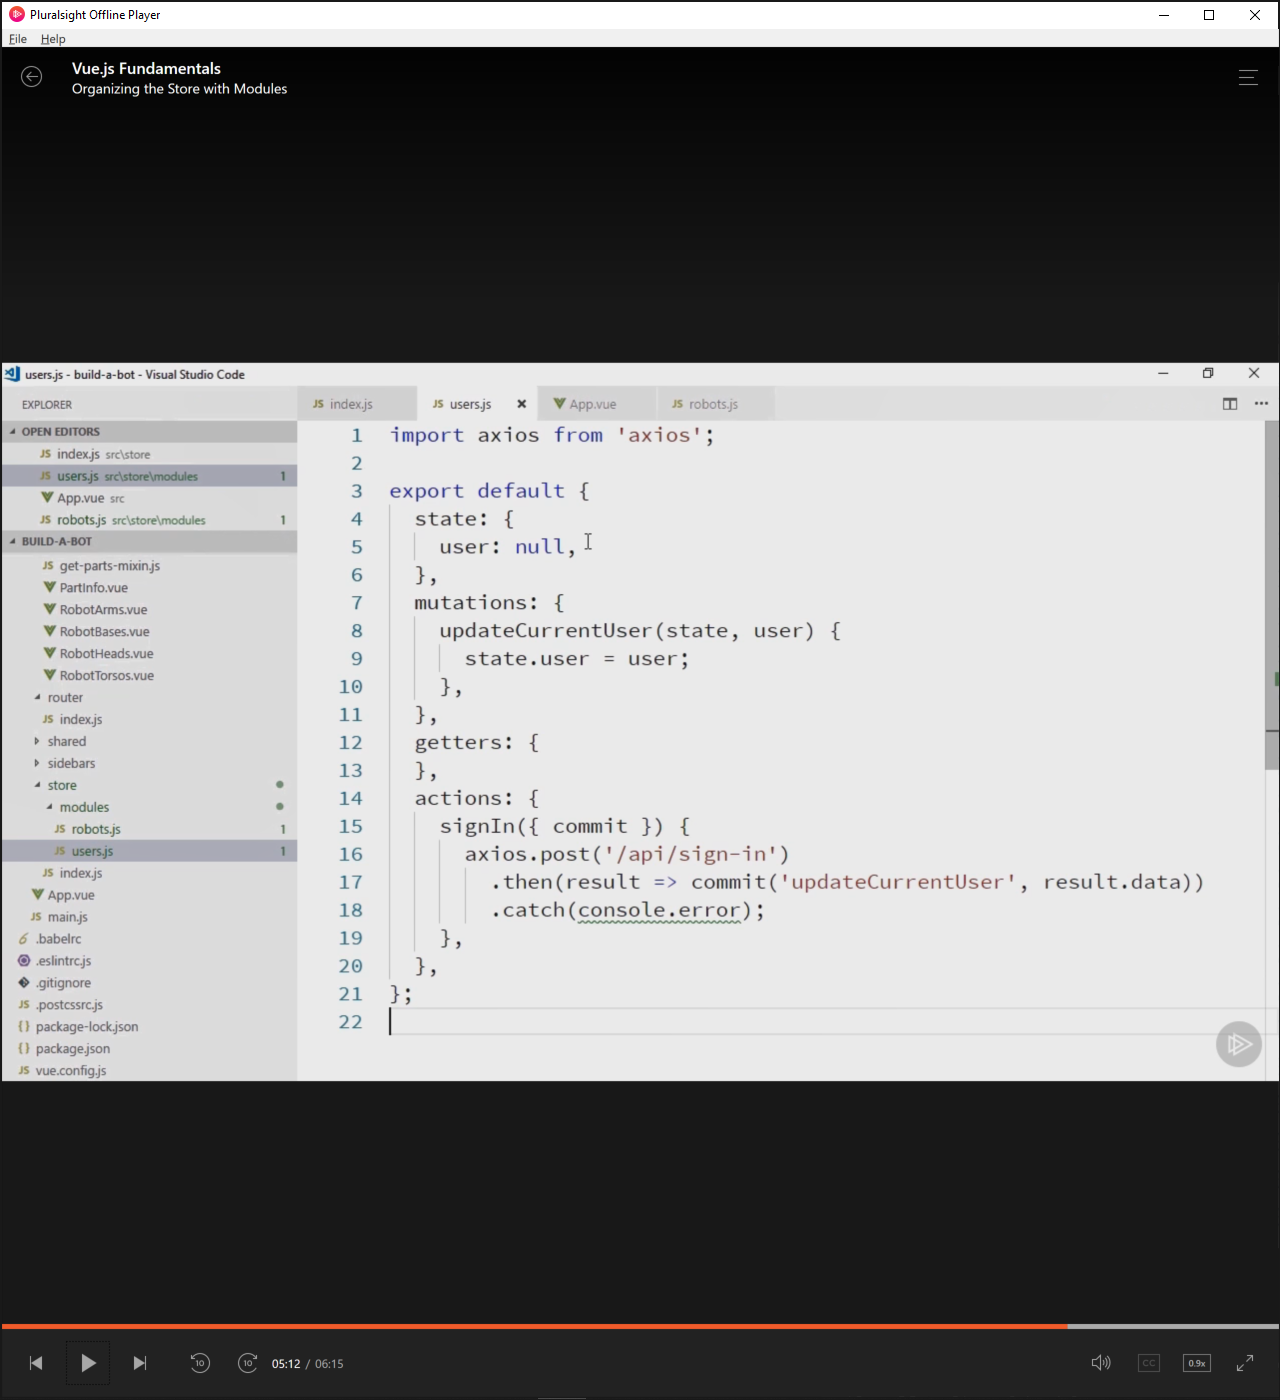 Pluralsight Offline Player
File Help
Vue.js Fundamentals
Organizing the Store with Modules
users.js - build-a-bot - Visual Studio Code
EXPLORER
JS index.js
JS users.js
App.vue
JS robots.js
OPEN EDITORS
JS index.js src\store
JS users.js src\store\modules 1
App.vue src
JS robots.js src\store\modules 1
BUILD-A-BOT
JS get-parts-mixin.js
PartInfo.vue
RobotArms.vue
RobotBases.vue
RobotHeads.vue
RobotTorsos.vue
router
JS index.js
shared
sidebars
store
modules
JS robots.js 1
JS users.js 1
JS index.js
App.vue
JS main.js
.babelrc
.eslintrc.js
.gitignore
JS .postcssrc.js
{} package-lock.json
{} package.json
JS vue.config.js
1 import axios from 'axios';
2
3 export default {
4 state: {
5 user: null,
6 },
7 mutations: {
8 updateCurrentUser(state, user) {
9 state.user = user;
10 },
11 },
12 getters: {
13 },
14 actions: {
15 signIn({ commit }) {
16 axios.post('/api/sign-in')
17 .then(result => commit('updateCurrentUser', result.data))
18 .catch(console.error);
19 },
20 },
21 };
22
10
10
05:12 / 06:15
CC
0.9x